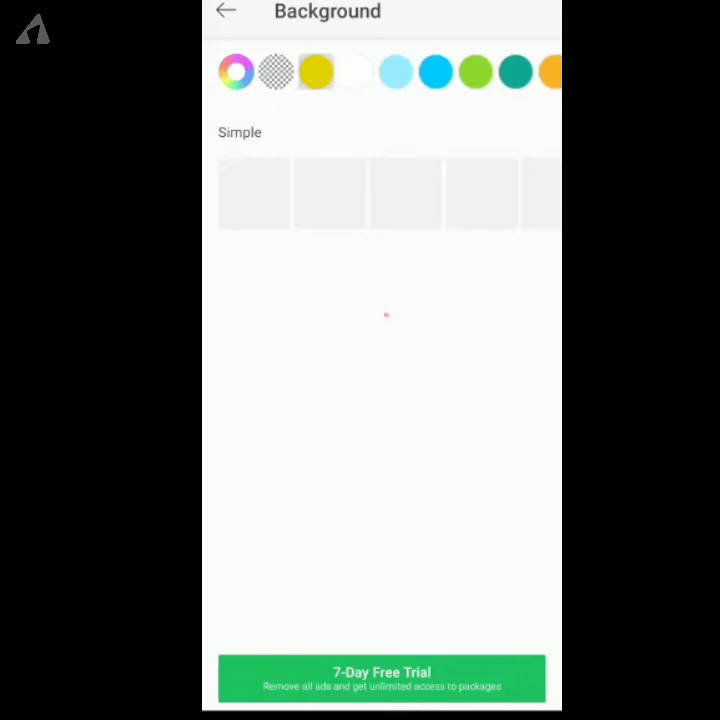 Background
Simple
7-Day Free Trial
Remove all ads and get unlimited access to packages